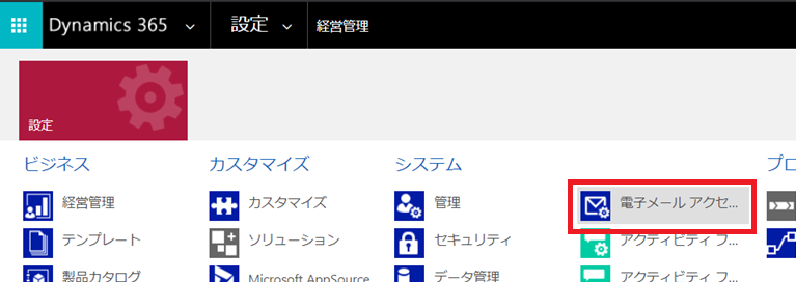 Dynamics 365 設定 経営管理
設定
ビジネス カスタマイズ システム プロ
経営管理 カスタマイズ 管理 電子メール アクセ...
テンプレート ソリューション セキュリティ アクティビティ フ...
製品カタログ Microsoft AppSource データ管理 アクティビティ フ...